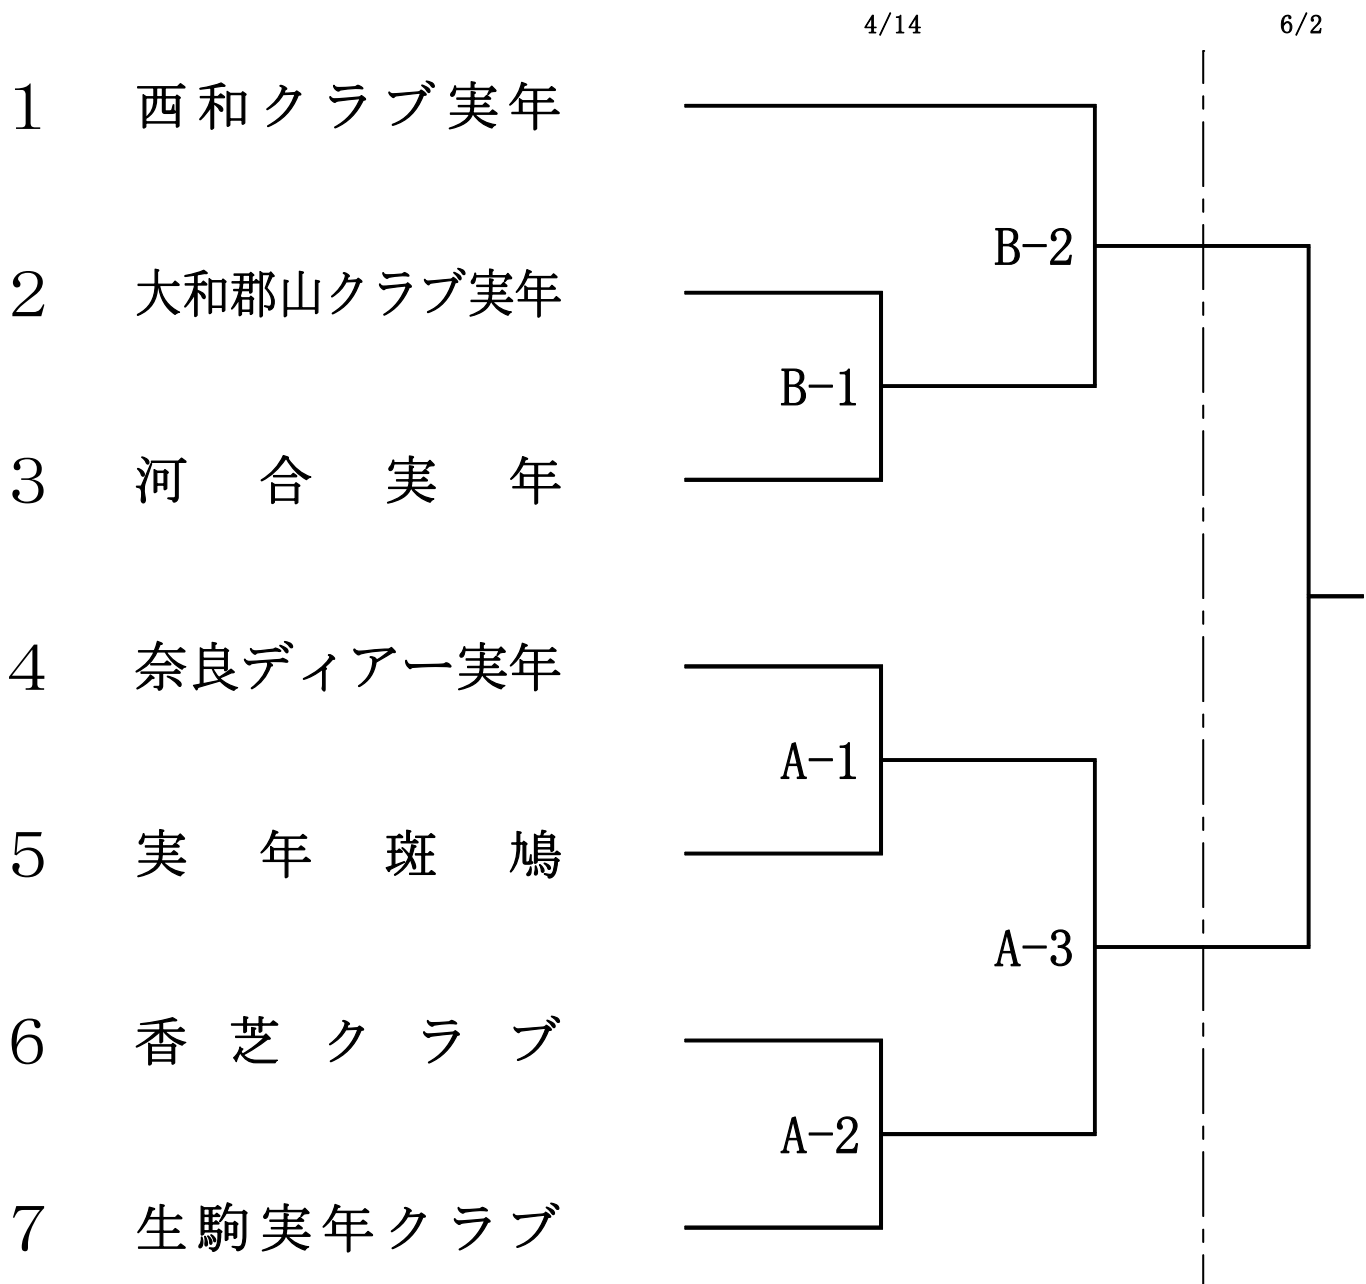 4/14 6/2
1 西和クラブ実年
B-2
2 大和郡山クラブ実年
B-1
3 河合実年
4 奈良ディアー実年
A-1
5 実年斑鳩
A-3
6 香芝クラブ
A-2
7 生駒実年クラブ